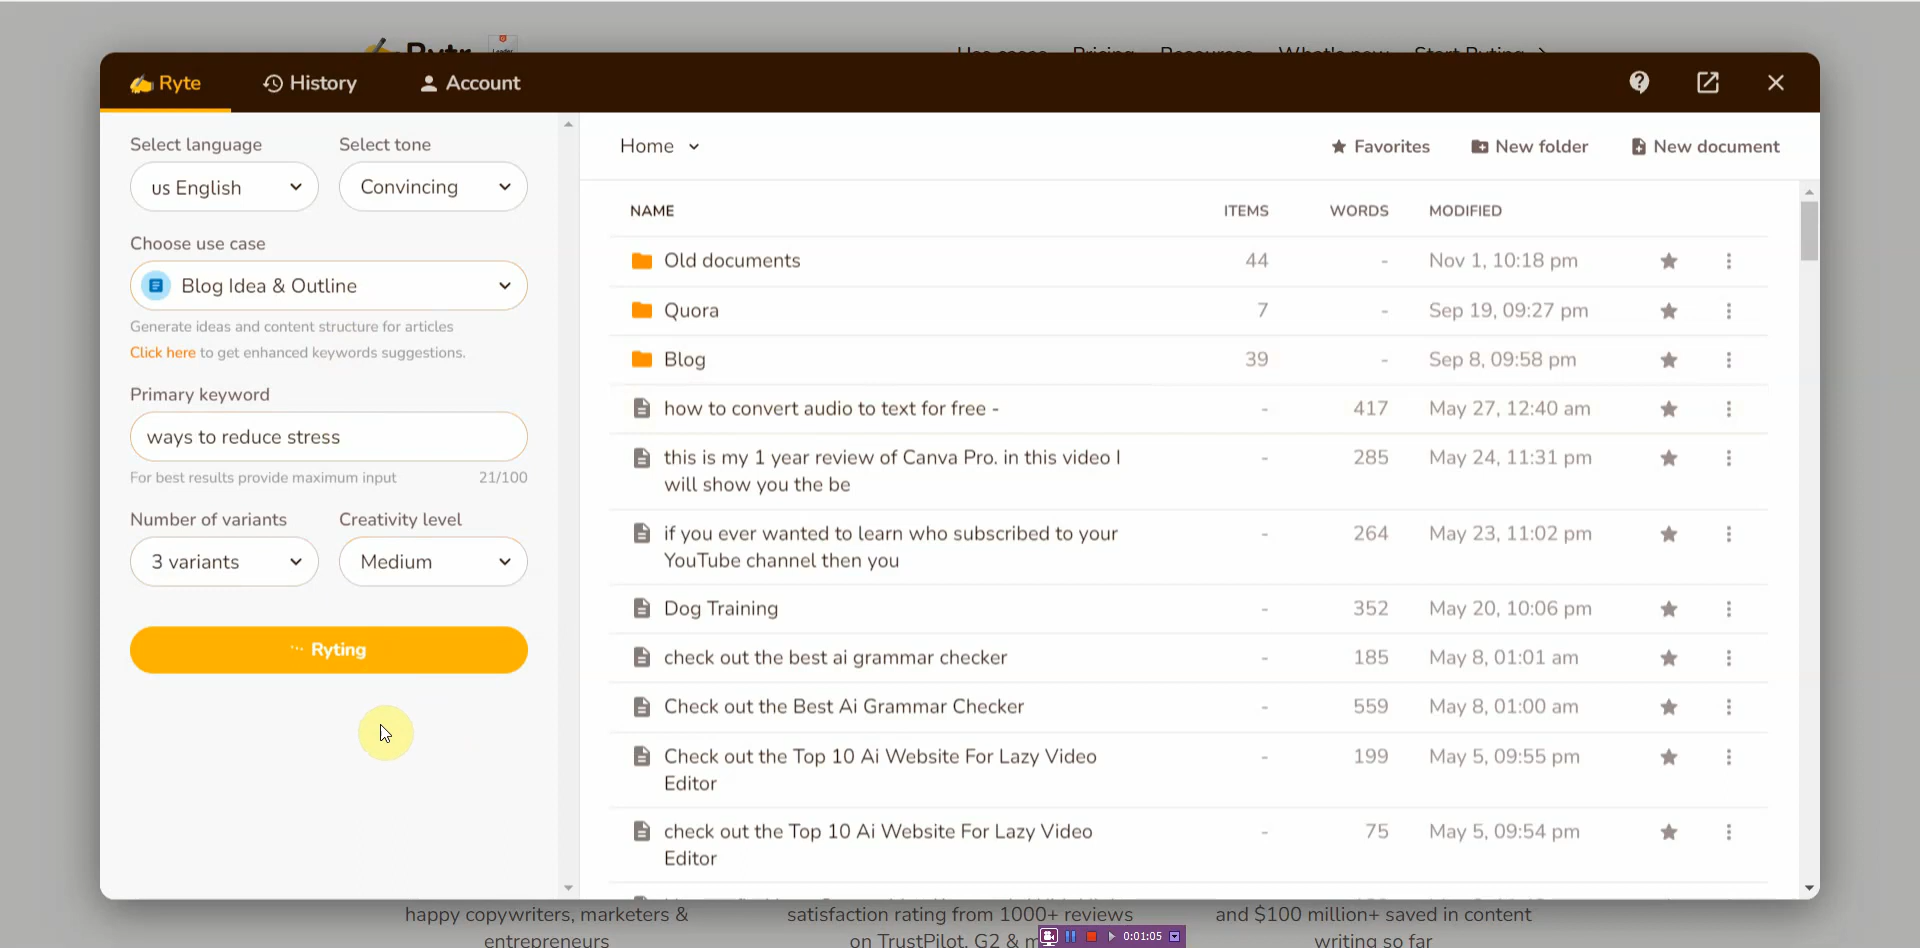 Rytr
Leader
Use cases Pricing Resources What's new Start Ryting
Ryte History Account
Select language Select tone
us English Convincing
Choose use case
Blog Idea & Outline
Generate ideas and content structure for articles
Click here to get enhanced keywords suggestions.
Primary keyword
ways to reduce stress
For best results provide maximum input 21/100
Number of variants Creativity level
3 variants Medium
Ryting
Home Favorites New folder New document
NAME ITEMS WORDS MODIFIED
Old documents 44 - Nov 1, 10:18 pm
Quora 7 - Sep 19, 09:27 pm
Blog 39 - Sep 8, 09:58 pm
how to convert audio to text for free - - 417 May 27, 12:40 am
this is my 1 year review of Canva Pro. in this video I - 285 May 24, 11:31 pm
will show you the be
if you ever wanted to learn who subscribed to your - 264 May 23, 11:02 pm
YouTube channel then you
Dog Training - 352 May 20, 10:06 pm
check out the best ai grammar checker - 185 May 8, 01:01 am
Check out the Best Ai Grammar Checker - 559 May 8, 01:00 am
Check out the Top 10 Ai Website For Lazy Video - 199 May 5, 09:55 pm
Editor
check out the Top 10 Ai Website For Lazy Video - 75 May 5, 09:54 pm
Editor
happy copywriters, marketers & satisfaction rating from 1000+ reviews and $100 million+ saved in content
entrepreneurs on TrustPilot, G2 & writing so far
0:01:05